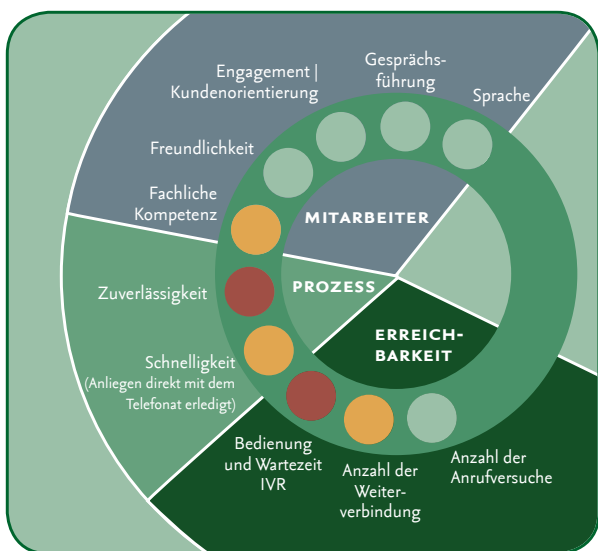 Gesprächs-
führung
Engagement |
Kundenorientierung
Sprache
Freundlichkeit
Fachliche
Kompetenz
MITARBEITER
Zuverlässigkeit
PROZESS
ERREICH-
BARKEIT
Schnelligkeit
(Anliegen direkt mit dem
Telefonat erledigt)
Bedienung
und Wartezeit
IVR
Anzahl der
Weiter-
verbindung
Anzahl der
Anrufversuche